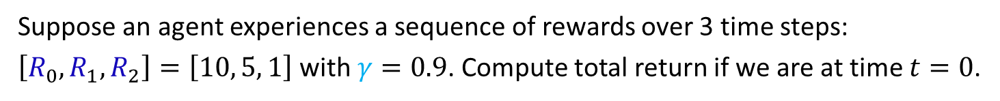 Suppose an agent experiences a sequence of rewards over 3 time steps:
[R₀, R₁, R₂] = [10, 5, 1] with γ = 0.9. Compute total return if we are at time t = 0.